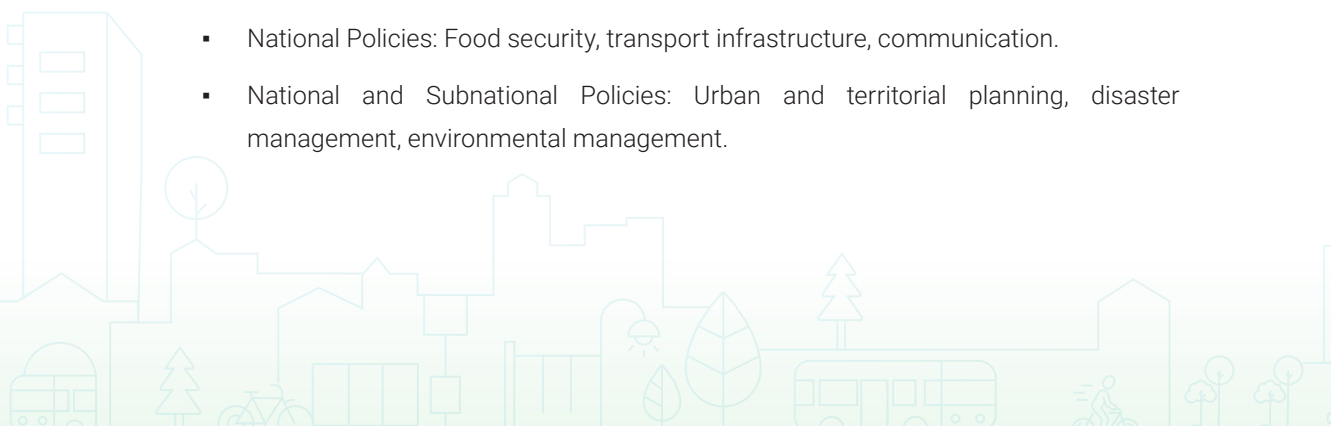 ▪ National Policies: Food security, transport infrastructure, communication.
▪ National and Subnational Policies: Urban and territorial planning, disaster
management, environmental management.